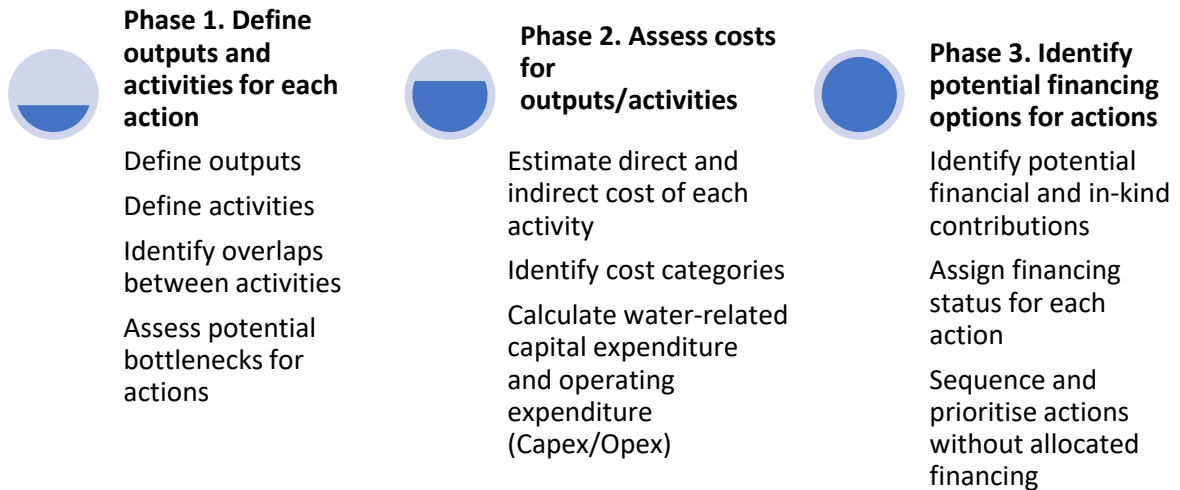 Phase 1. Define
outputs and
activities for each
action
Define outputs
Define activities
Identify overlaps
between activities
Assess potential
bottlenecks for
actions
Phase 2. Assess costs
for
outputs/activities
Estimate direct and
indirect cost of each
activity
Identify cost categories
Calculate water-related
capital expenditure
and operating
expenditure
(Capex/Opex)
Phase 3. Identify
potential financing
options for actions
Identify potential
financial and in-kind
contributions
Assign financing
status for each
action
Sequence and
prioritise actions
without allocated
financing